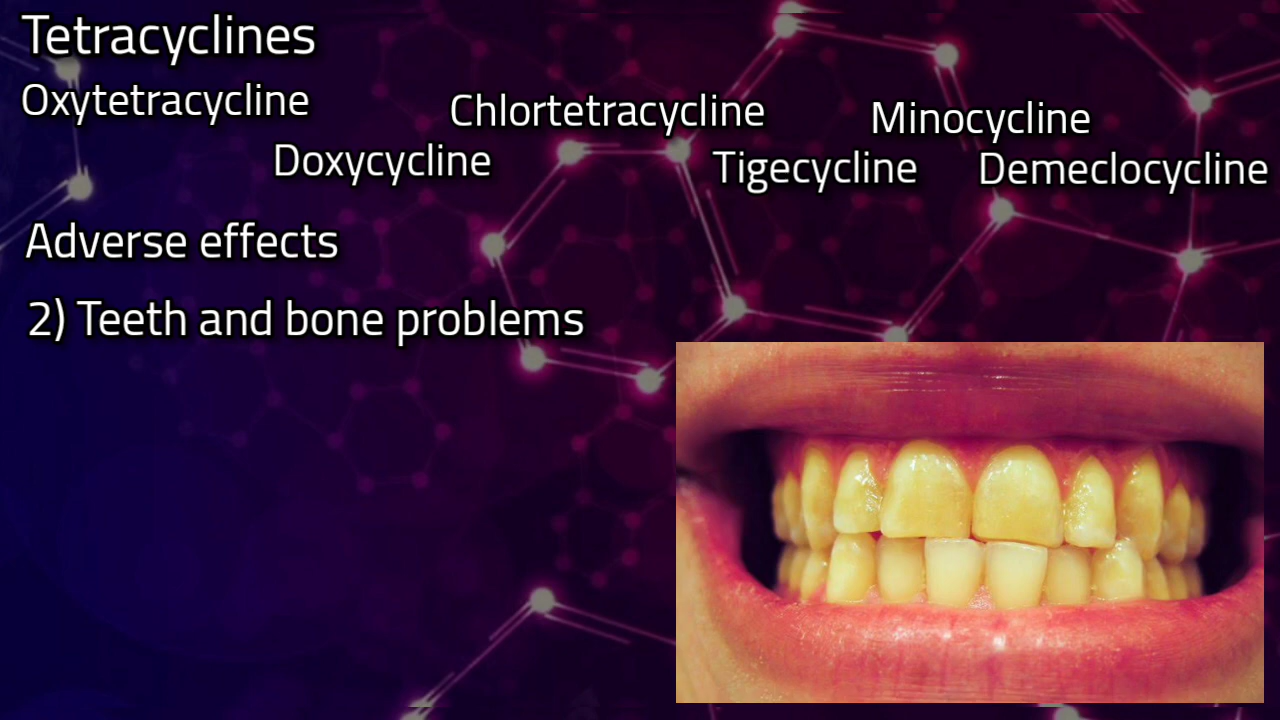 Tetracyclines
Oxytetracycline
Chlortetracycline
Minocycline
Doxycycline
Tigecycline
Demeclocycline
Adverse effects
2) Teeth and bone problems